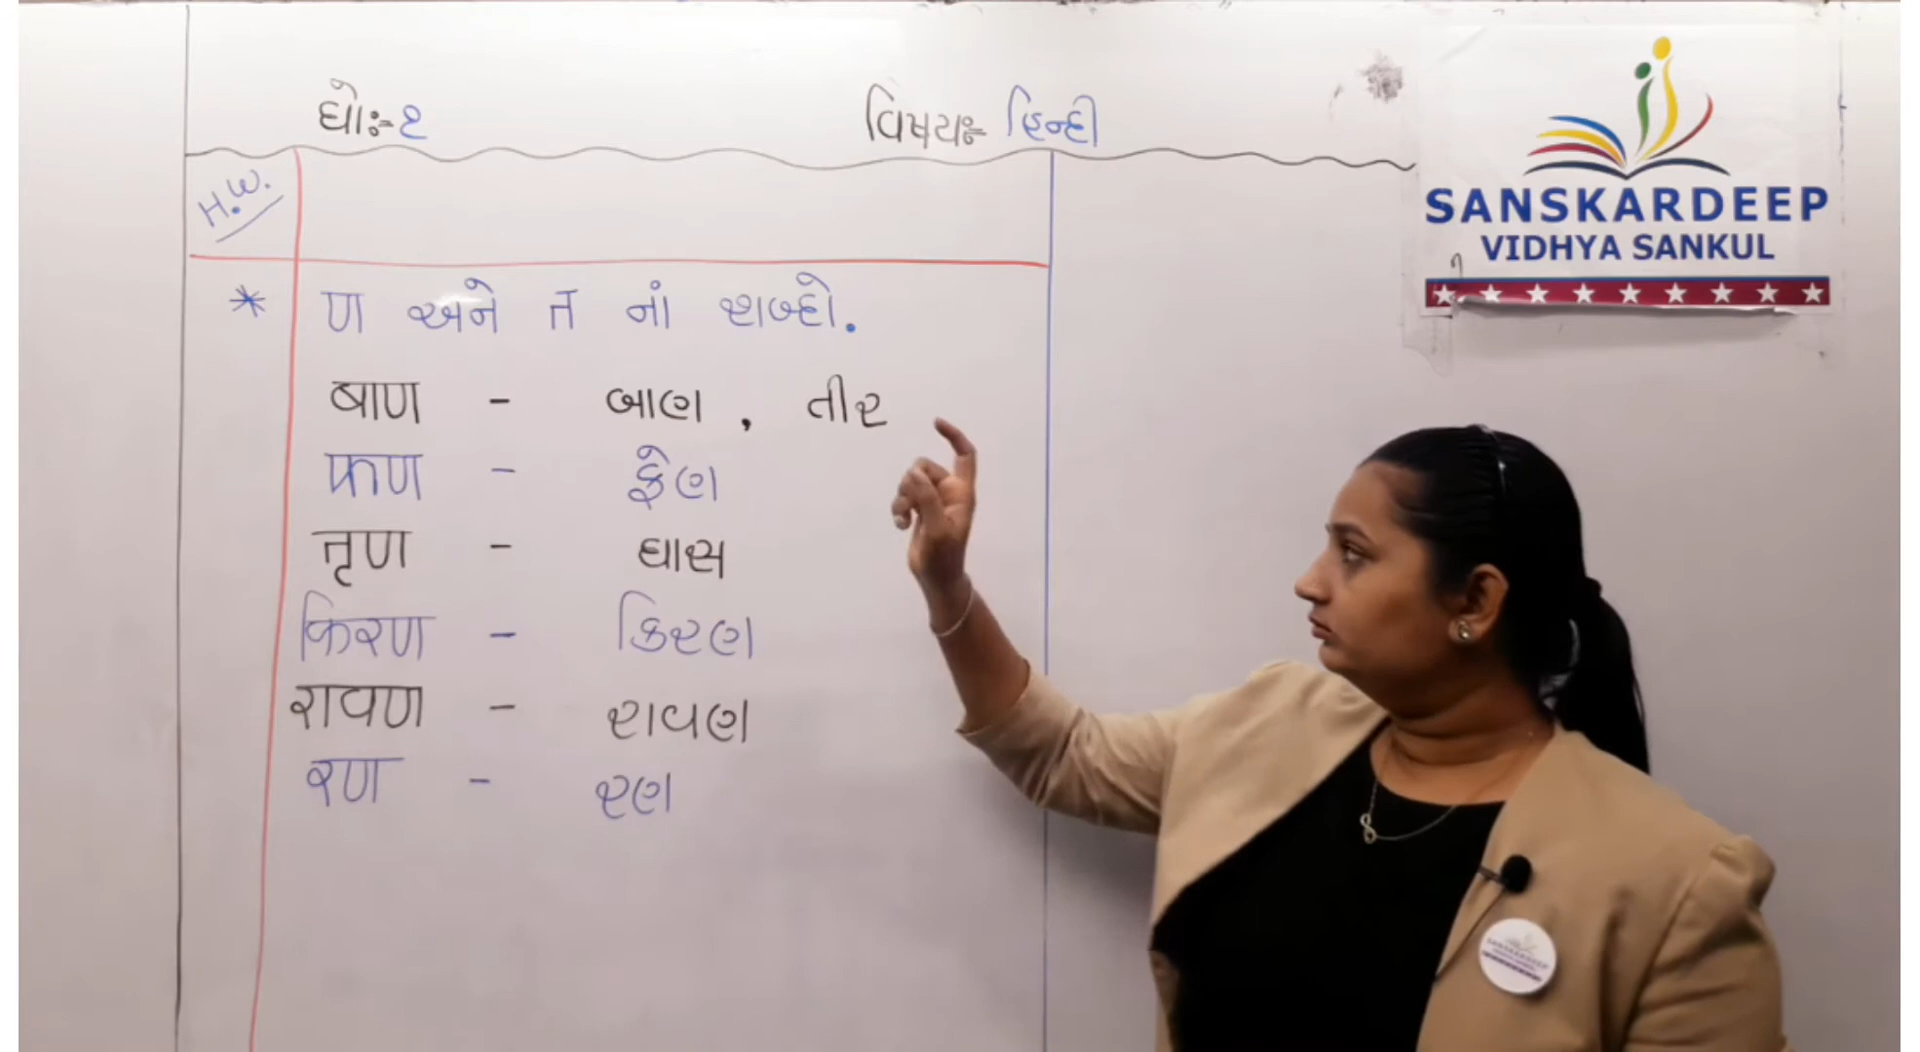 ધોઃ-૨ વિષયઃ- હિન્દી
H.W.
* ण અને त નાં શબ્દો.
बाण - બાણ, તીર
फण - ફેણ
तृण - ઘાસ
किरण - કિરણ
रावण - રાવણ
रण - રણ
SANSKARDEEP
VIDHYA SANKUL